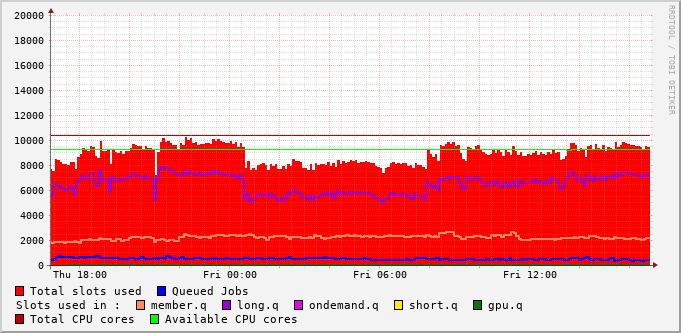 20000
18000
16000
14000
12000
10000
8000
6000
4000
2000
0
Thu 18:00 Fri 00:00 Fri 06:00 Fri 12:00
RRDTOOL / TOBI OETIKER
Total slots used Queued Jobs
Slots used in : member.q long.q ondemand.q short.q gpu.q
Total CPU cores Available CPU cores